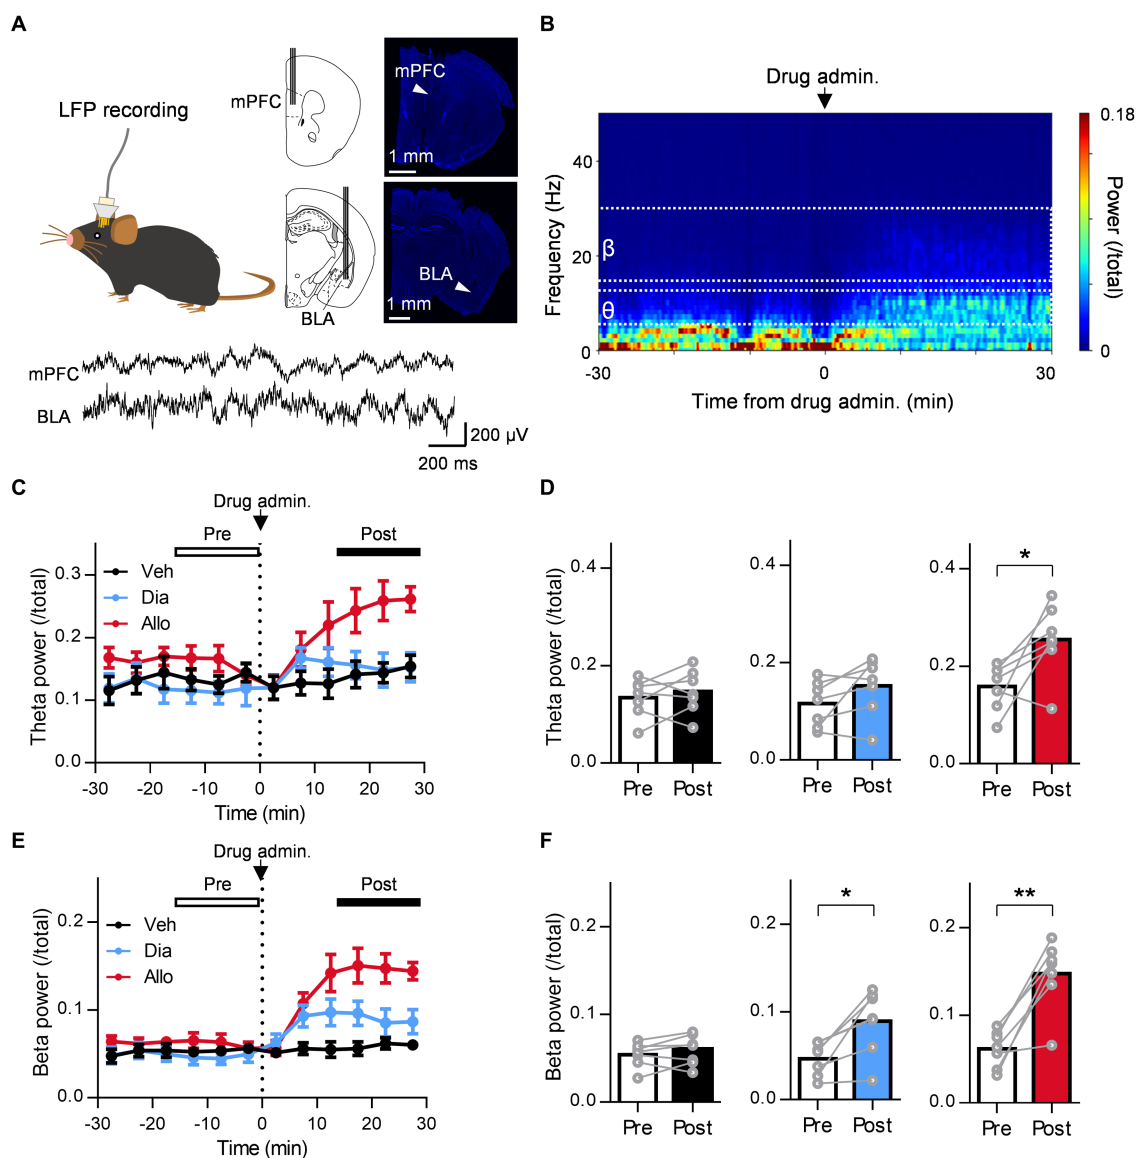 A
LFP recording
mPFC
mPFC
1 mm
BLA
BLA
1 mm
mPFC
BLA
200 µV
200 ms
B
Drug admin.
Frequency (Hz)
40
20
0
β
θ
-30
0
30
Time from drug admin. (min)
0.18
0
Power (/total)
C
Drug admin.
Pre
Post
Veh
Dia
Allo
Theta power (/total)
0.3
0.2
0.1
0.0
-30 -20 -10 0 10 20 30
Time (min)
D
Theta power (/total)
0.4
0.2
0.0
Pre Post
0.4
0.2
0.0
Pre Post
0.4
0.2
0.0
*
Pre Post
E
Drug admin.
Pre
Post
Veh
Dia
Allo
Beta power (/total)
0.2
0.1
0.0
-30 -20 -10 0 10 20 30
Time (min)
F
Beta power (/total)
0.2
0.1
0.0
Pre Post
0.2
0.1
0.0
*
Pre Post
0.2
0.1
0.0
**
Pre Post